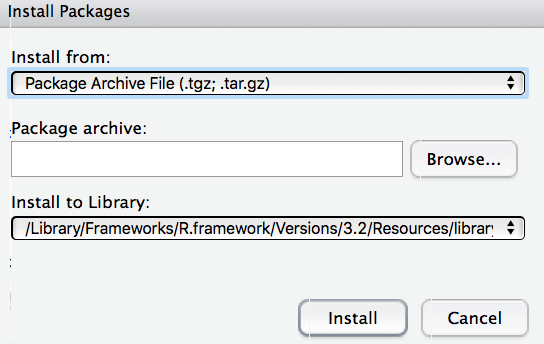 Install Packages
Install from:
Package Archive File (.tgz; .tar.gz)
Package archive:
Browse...
Install to Library:
/Library/Frameworks/R.framework/Versions/3.2/Resources/library
Install
Cancel